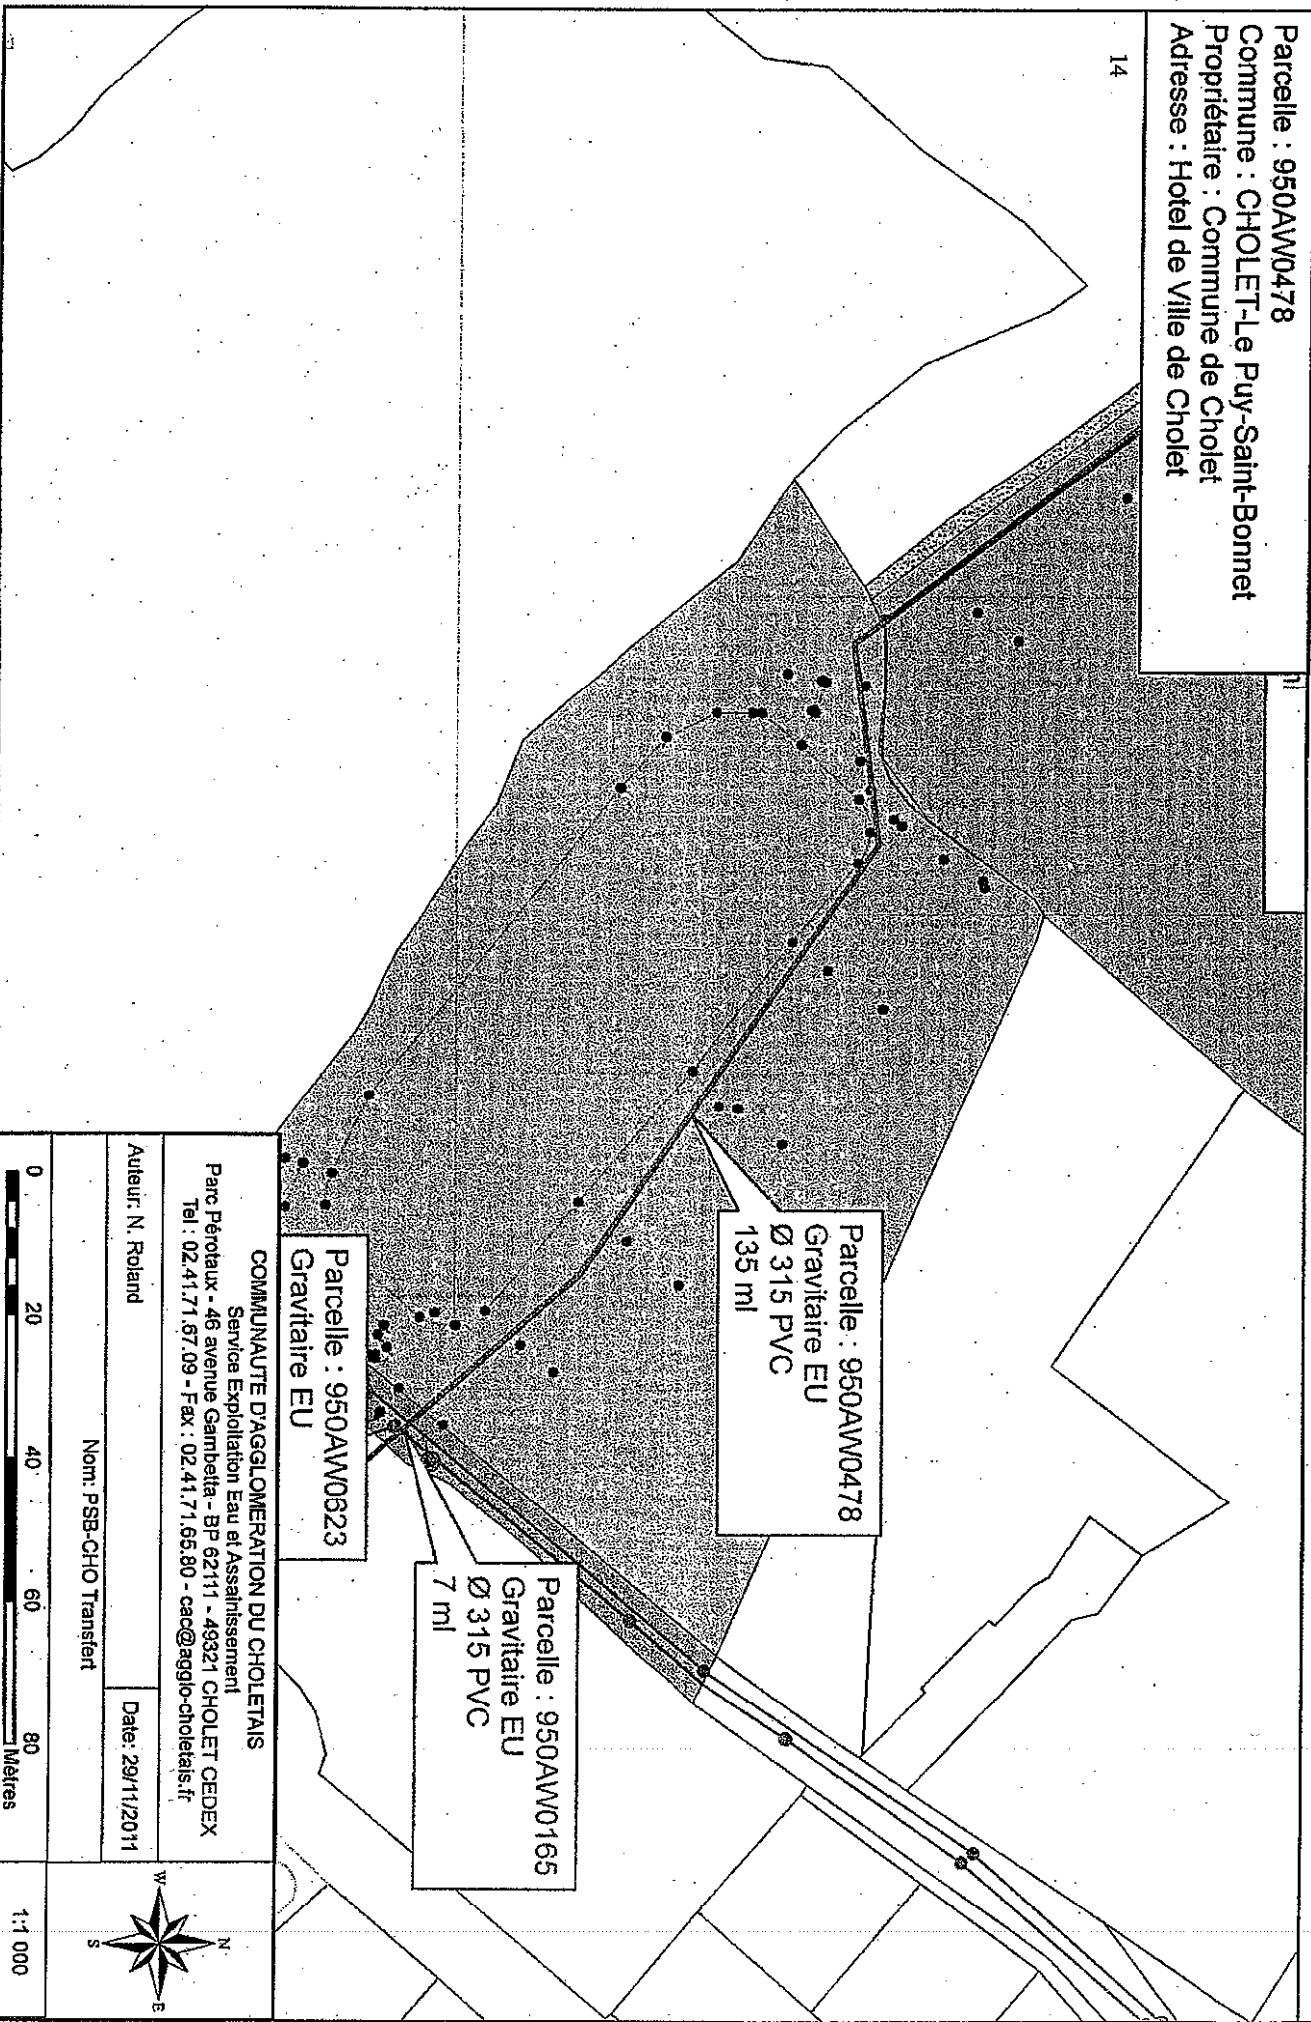 Parcelle : 950AW0478
Commune : CHOLET-Le Puy-Saint-Bonnet
Propriétaire : Commune de Cholet
Adresse : Hotel de Ville de Cholet
14
Parcelle : 950AW0478
Gravitaire EU
Ø 315 PVC
135 ml
Parcelle : 950AW0165
Gravitaire EU
Ø 315 PVC
7 ml
Parcelle : 950AW0623
Gravitaire EU
COMMUNAUTE D'AGGLOMERATION DU CHOLETAIS
Service Exploitation Eau et Assainissement
Parc Pérotaux - 46 avenue Gambetta - BP 62111 - 49321 CHOLET CEDEX
Tel : 02.41.71.67.09 - Fax : 02.41.71.65.80 - cac@agglo-choletais.fr
Auteur: N. Roland
Date: 29/11/2011
Nom: PSB-CHO Transfert
N
W
E
S
0 20 40 60 80
Mètres
1:1 000